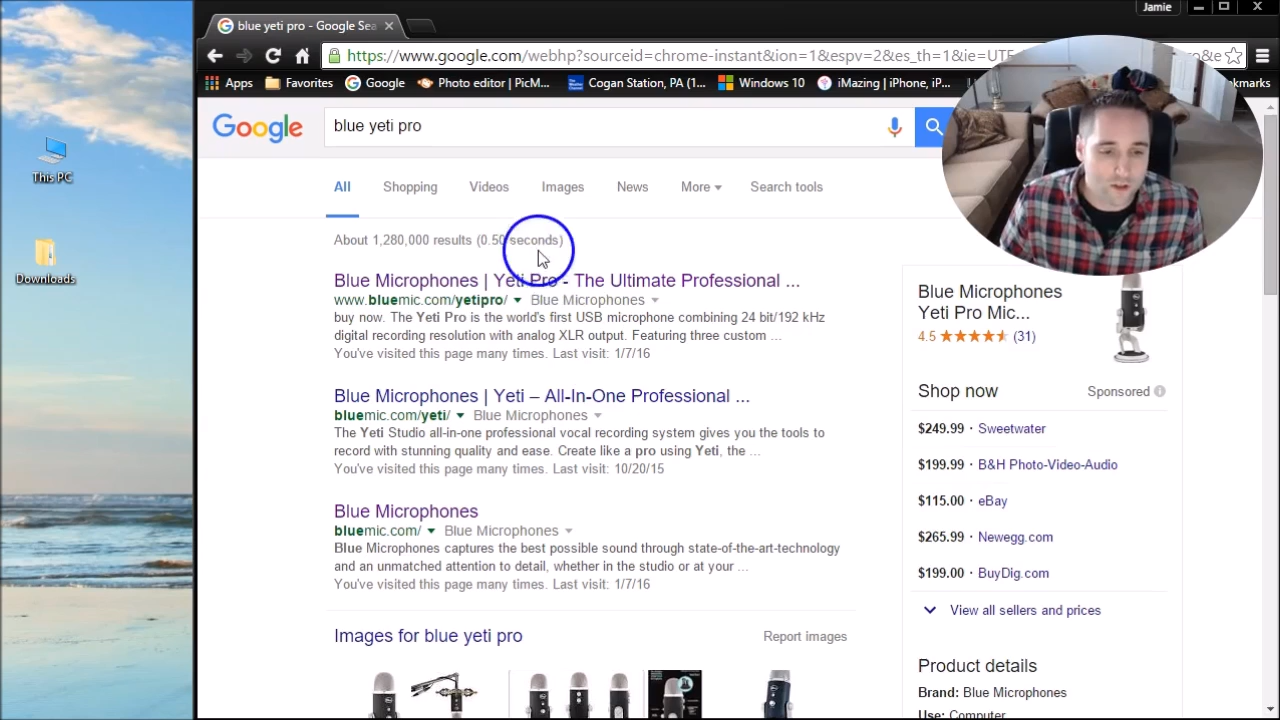 Jamie
blue yeti pro - Google Sea
https://www.google.com/webhp?sourceid=chrome-instant&ion=1&espv=2&es_th=1&ie=UTF-
Apps Favorites Google Photo editor | PicM... Cogan Station, PA (1... Windows 10 iMazing | iPhone, iP...
This PC
Downloads
Google
blue yeti pro
All Shopping Videos Images News More Search tools
About 1,280,000 results (0.50 seconds)
Blue Microphones | Yeti Pro - The Ultimate Professional ...
www.bluemic.com/yetipro/ Blue Microphones
buy now. The Yeti Pro is the world's first USB microphone combining 24 bit/192 kHz
digital recording resolution with analog XLR output. Featuring three custom ...
You've visited this page many times. Last visit: 1/7/16
Blue Microphones | Yeti – All-In-One Professional ...
bluemic.com/yeti/ Blue Microphones
The Yeti Studio all-in-one professional vocal recording system gives you the tools to
record with stunning quality and ease. Create like a pro using Yeti, the ...
You've visited this page many times. Last visit: 10/20/15
Blue Microphones
bluemic.com/ Blue Microphones
Blue Microphones captures the best possible sound through state-of-the-art-technology
and an unmatched attention to detail, whether in the studio or at your ...
You've visited this page many times. Last visit: 1/7/16
Images for blue yeti pro Report images
Blue Microphones
Yeti Pro Mic...
4.5 (31)
Shop now Sponsored
$249.99 · Sweetwater
$199.99 · B&H Photo-Video-Audio
$115.00 · eBay
$265.99 · Newegg.com
$199.00 · BuyDig.com
View all sellers and prices
Product details
Brand: Blue Microphones
Use: Computer